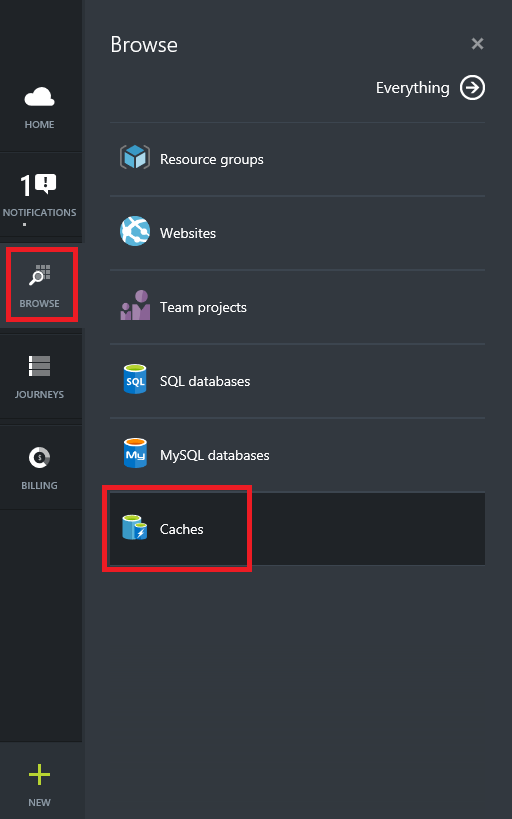 HOME
1
NOTIFICATIONS
BROWSE
JOURNEYS
$
BILLING
NEW
Browse
Everything
Resource groups
Websites
Team projects
SQL
SQL databases
My
MySQL databases
Caches